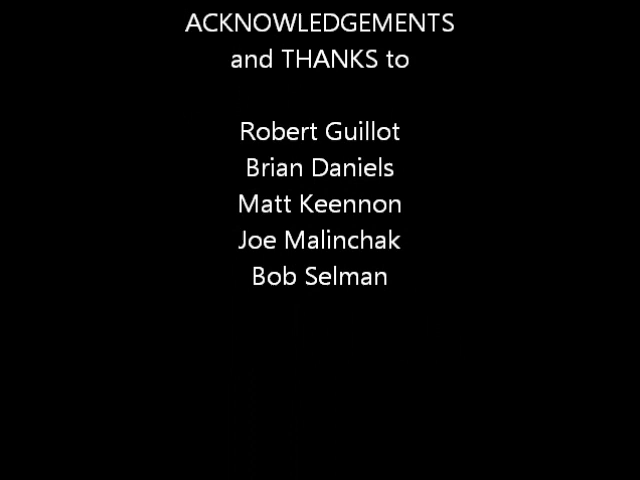 ACKNOWLEDGEMENTS
and THANKS to
Robert Guillot
Brian Daniels
Matt Keennon
Joe Malinchak
Bob Selman